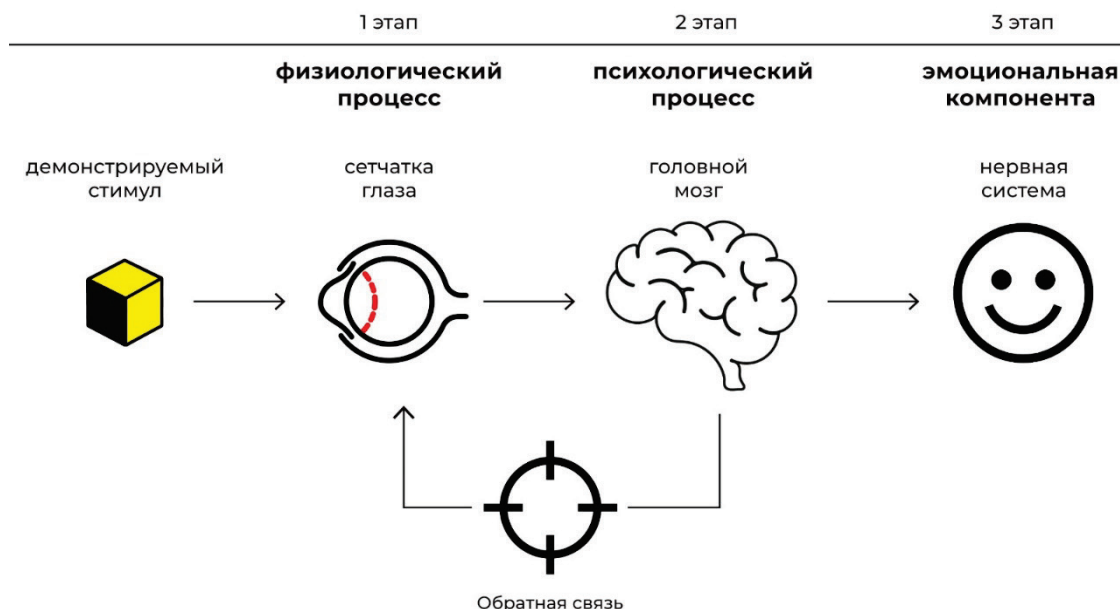 1 этап
2 этап
3 этап
физиологический
процесс
психологический
процесс
эмоциональная
компонента
демонстрируемый
стимул
сетчатка
глаза
головной
мозг
нервная
система
Обратная связь